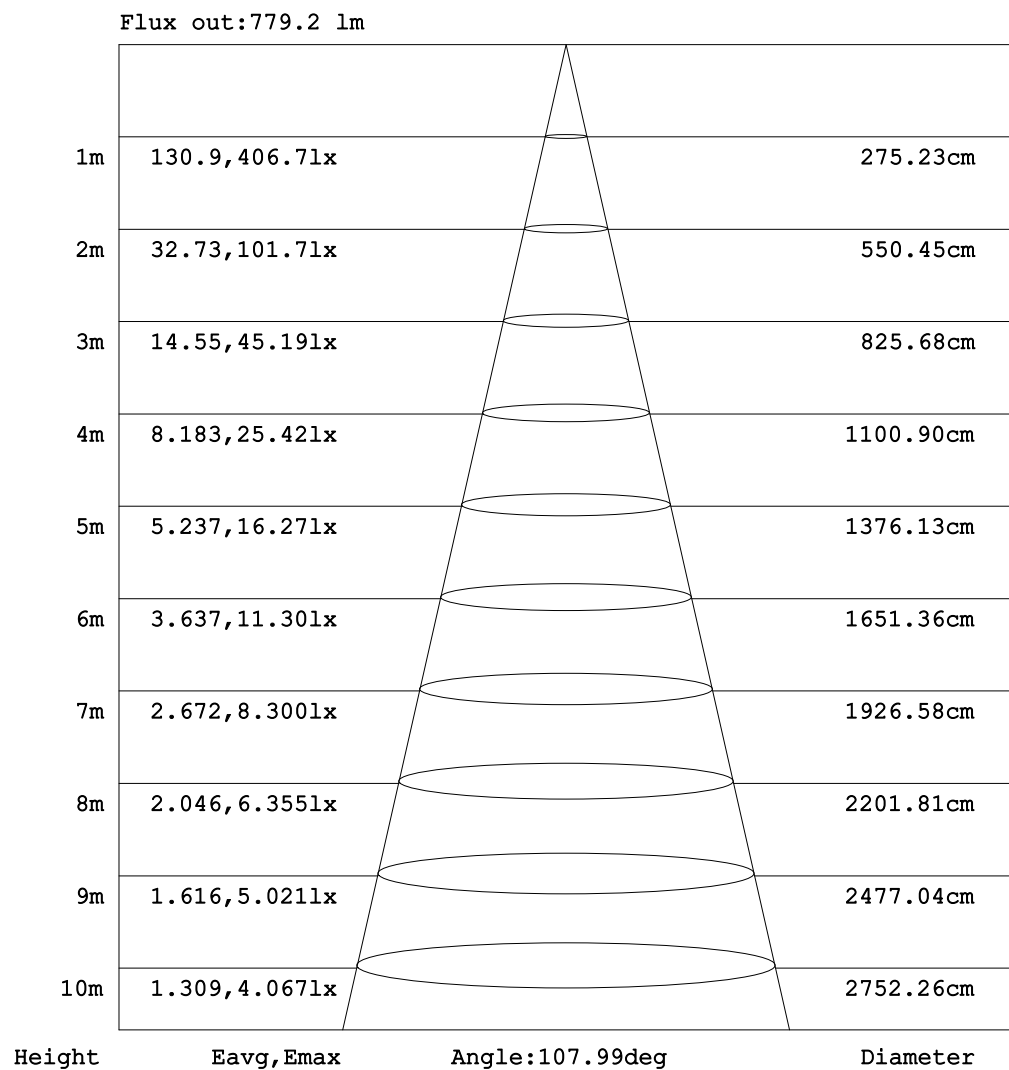 Flux out:779.2 lm
1m 130.9,406.7lx 275.23cm
2m 32.73,101.7lx 550.45cm
3m 14.55,45.19lx 825.68cm
4m 8.183,25.42lx 1100.90cm
5m 5.237,16.27lx 1376.13cm
6m 3.637,11.30lx 1651.36cm
7m 2.672,8.300lx 1926.58cm
8m 2.046,6.355lx 2201.81cm
9m 1.616,5.021lx 2477.04cm
10m 1.309,4.067lx 2752.26cm
Height Eavg,Emax Angle:107.99deg Diameter